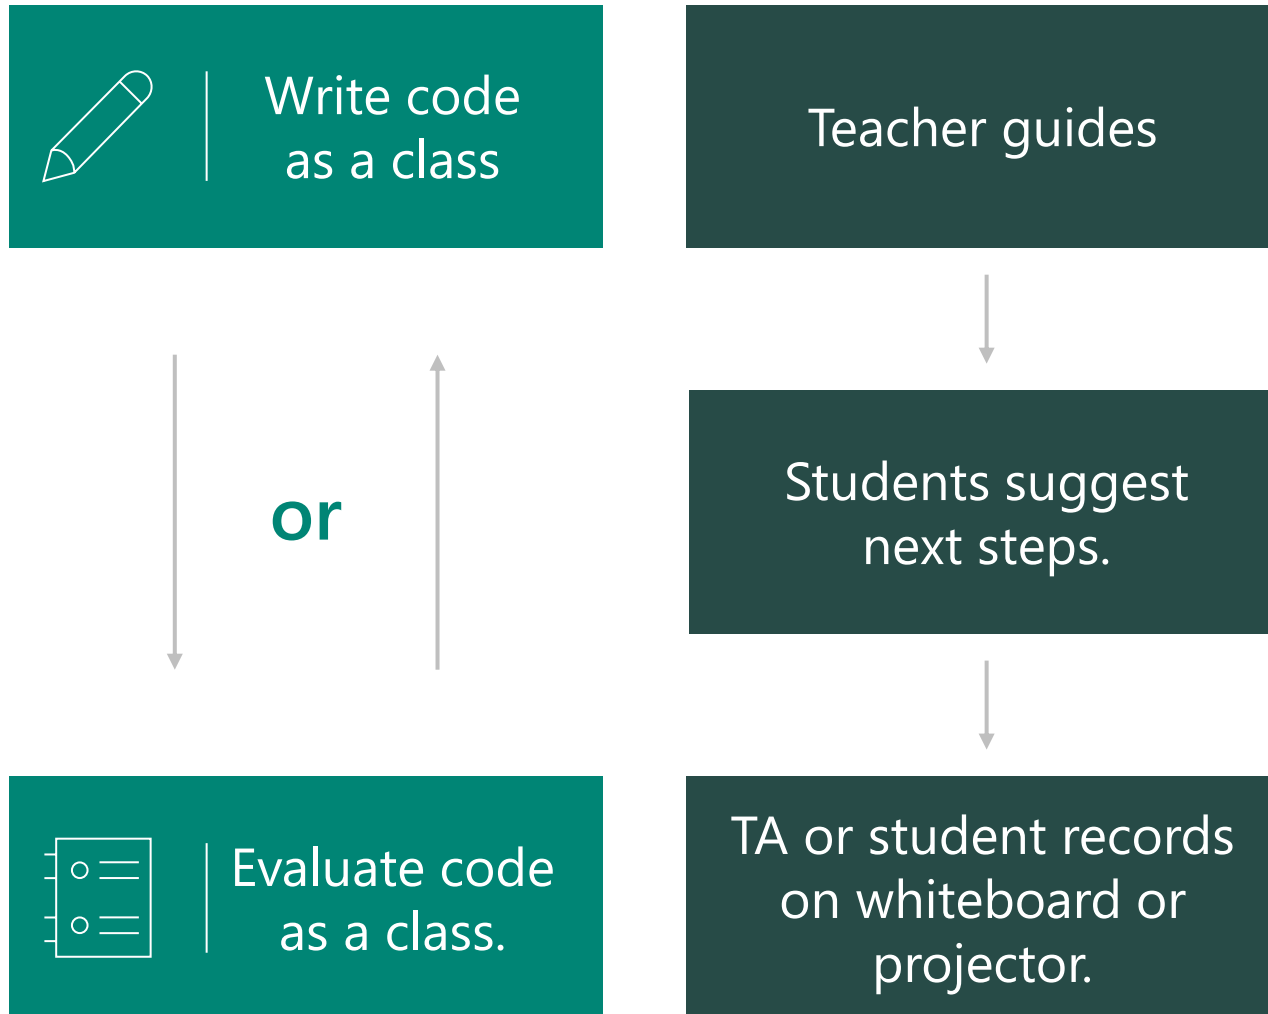 Write code
as a class
or
Evaluate code
as a class.
Teacher guides
Students suggest
next steps.
TA or student records
on whiteboard or
projector.